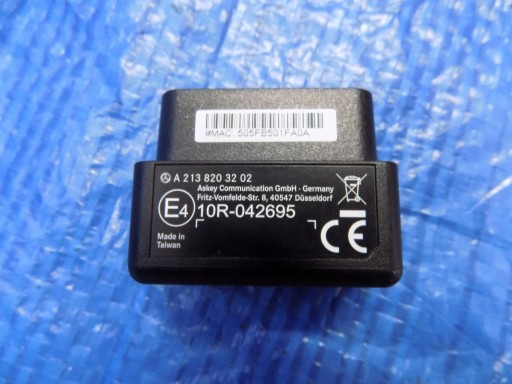 #MAC: 505FB501FA0A
A 213 820 32 02
Askey Communication GmbH · Germany
Fritz-Vomfelde-Str. 8, 40547 Düsseldorf
E4 10R-042695
CE
Made in
Taiwan